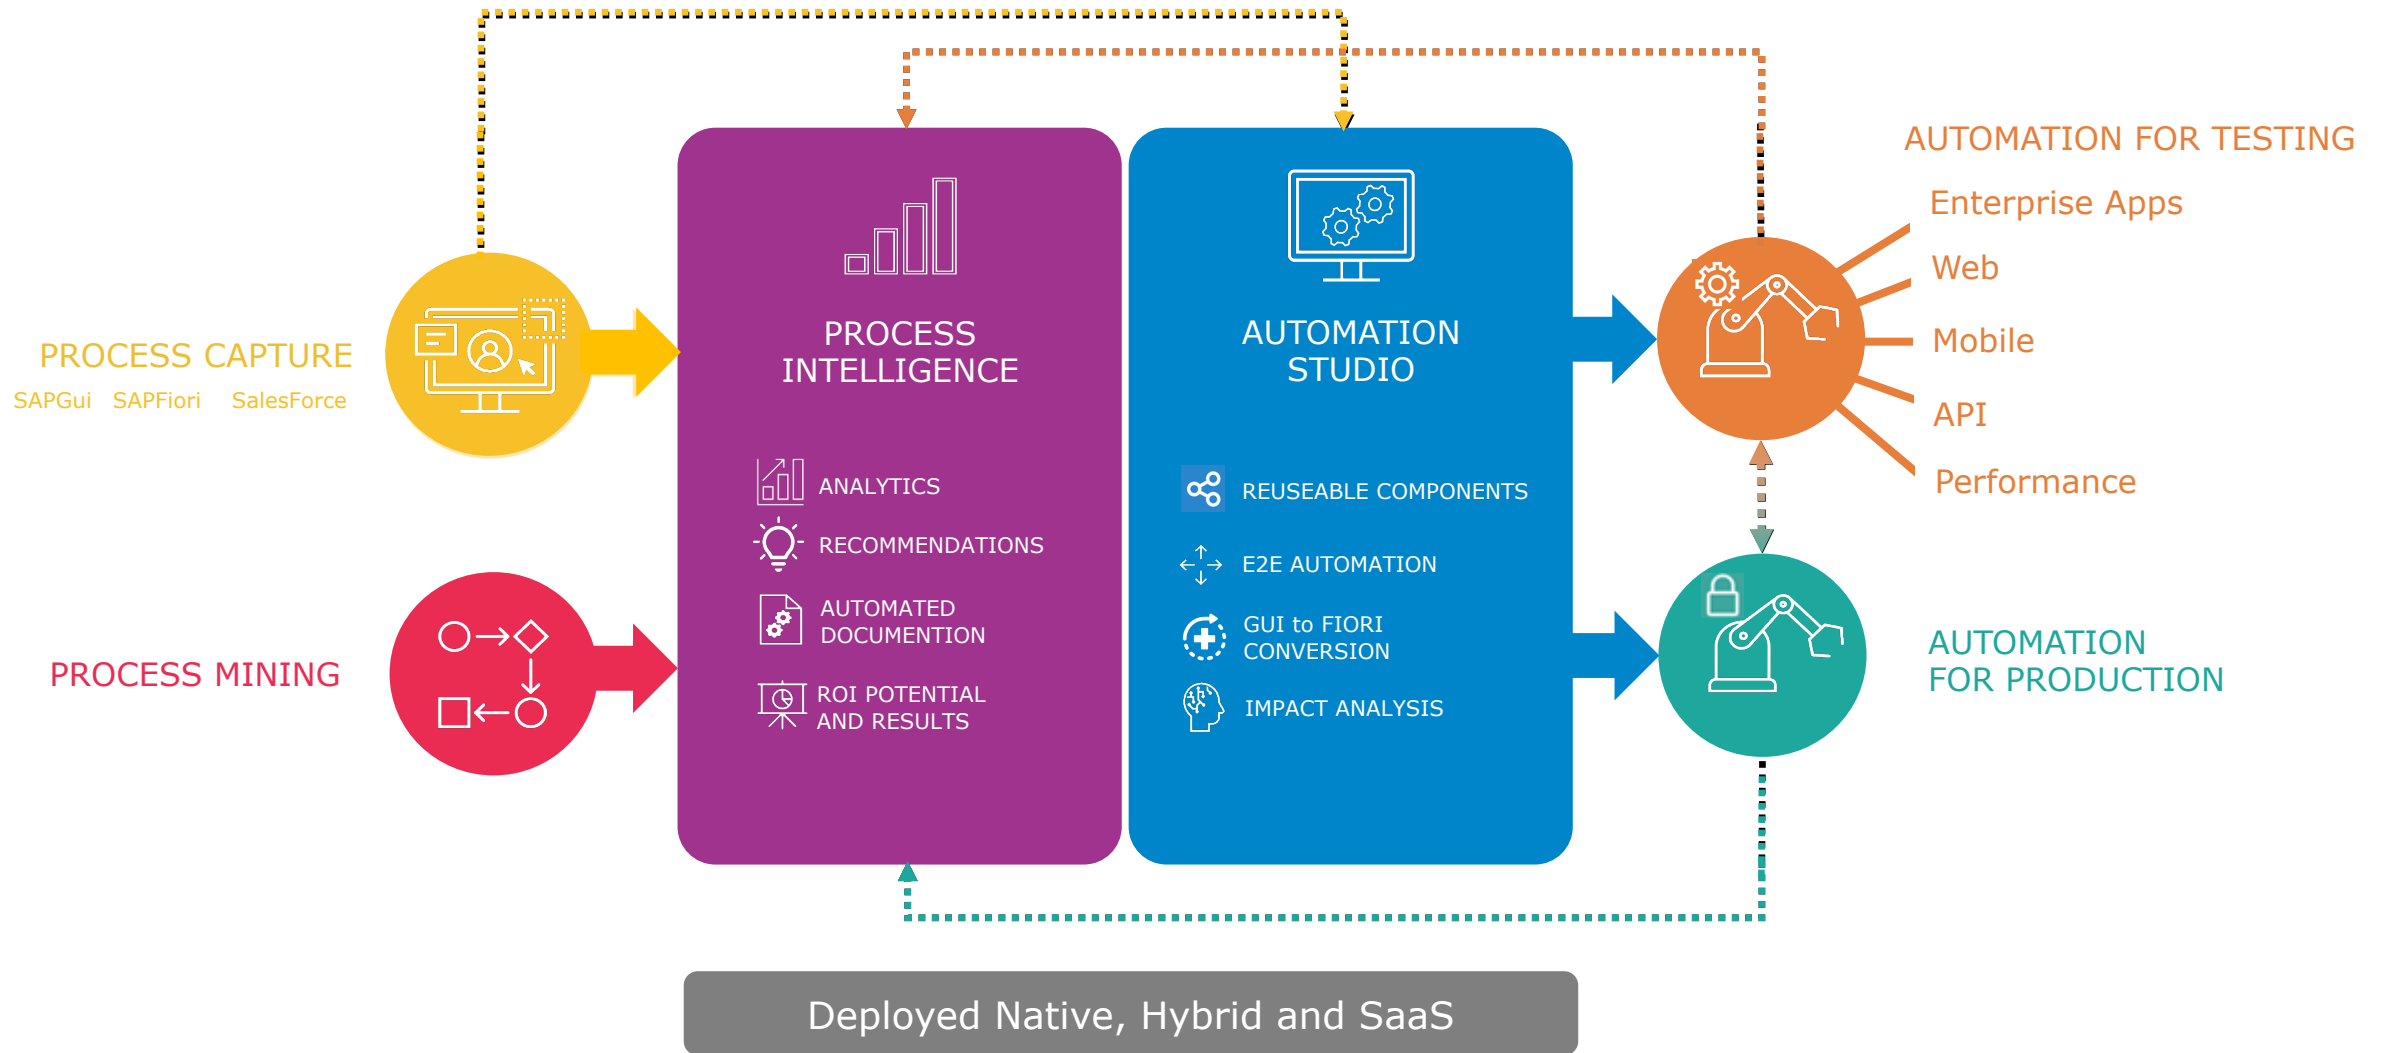 PROCESS CAPTURE
SAPGui SAPFiori SalesForce
PROCESS MINING
PROCESS
INTELLIGENCE
ANALYTICS
RECOMMENDATIONS
AUTOMATED
DOCUMENTION
ROI POTENTIAL
AND RESULTS
AUTOMATION
STUDIO
REUSEABLE COMPONENTS
E2E AUTOMATION
GUI to FIORI
CONVERSION
IMPACT ANALYSIS
AUTOMATION FOR TESTING
Enterprise Apps
Web
Mobile
API
Performance
AUTOMATION
FOR PRODUCTION
Deployed Native, Hybrid and SaaS